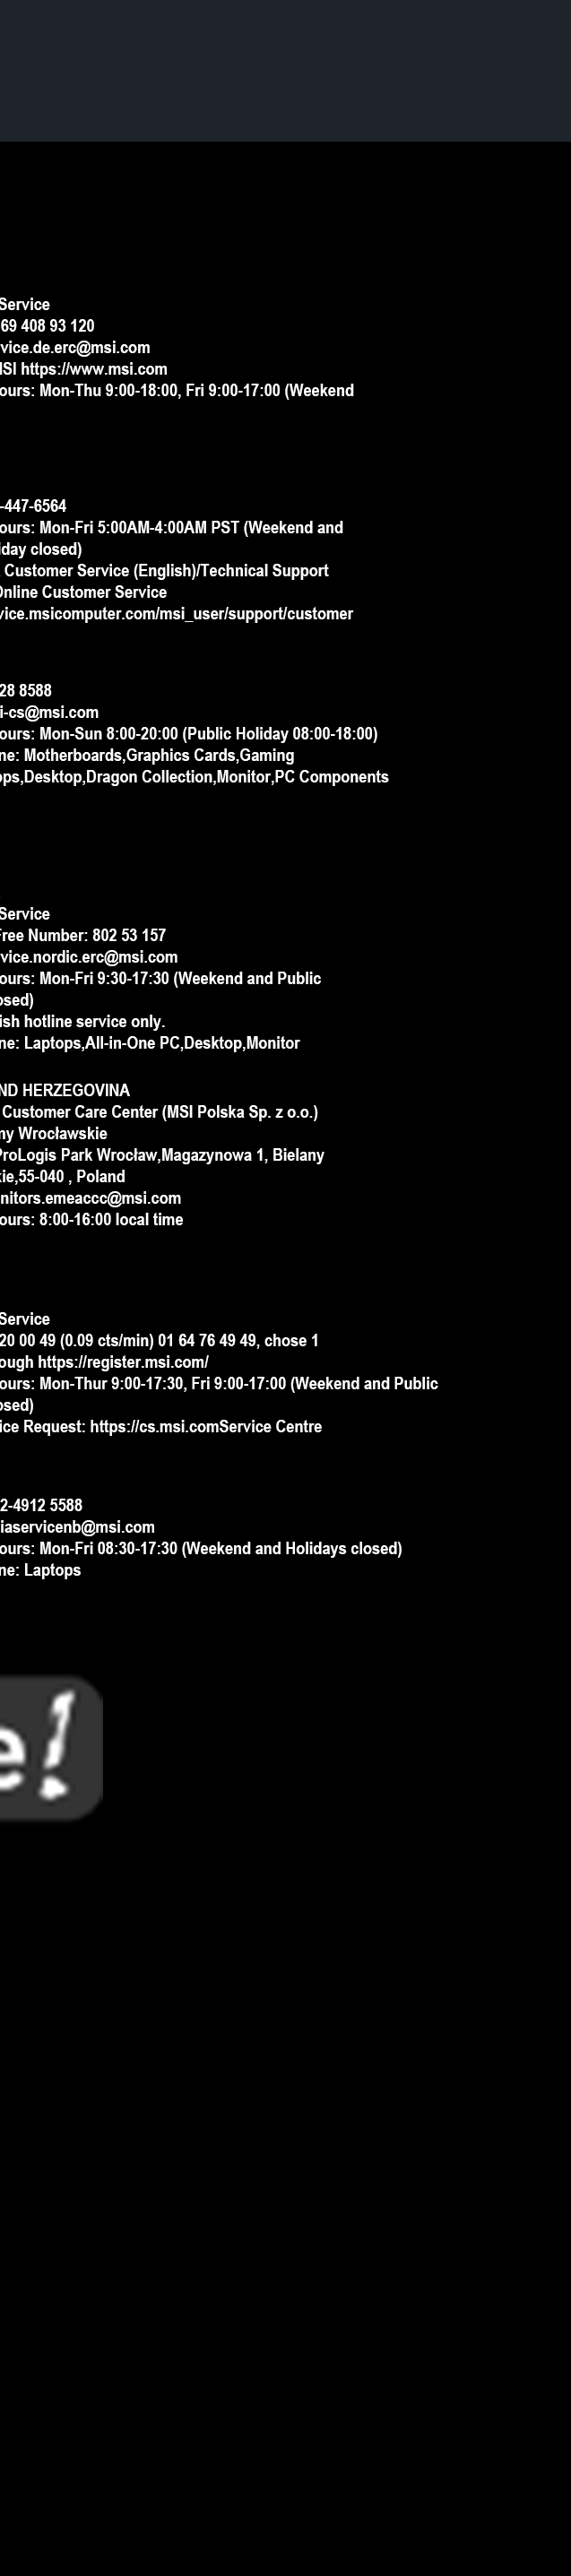 Service
69 408 93 120
vice.de.erc@msi.com
MSI https://www.msi.com
ours: Mon-Thu 9:00-18:00, Fri 9:00-17:00 (Weekend
-447-6564
ours: Mon-Fri 5:00AM-4:00AM PST (Weekend and
iday closed)
Customer Service (English)/Technical Support
Online Customer Service
vice.msicomputer.com/msi_user/support/customer
28 8588
i-cs@msi.com
ours: Mon-Sun 8:00-20:00 (Public Holiday 08:00-18:00)
ne: Motherboards,Graphics Cards,Gaming
ops,Desktop,Dragon Collection,Monitor,PC Components
Service
Free Number: 802 53 157
vice.nordic.erc@msi.com
ours: Mon-Fri 9:30-17:30 (Weekend and Public
osed)
ish hotline service only.
ne: Laptops,All-in-One PC,Desktop,Monitor
ND HERZEGOVINA
Customer Care Center (MSI Polska Sp. z o.o.)
ny Wrocławskie
ProLogis Park Wrocław,Magazynowa 1, Bielany
kie,55-040 , Poland
nitors.emeaccc@msi.com
ours: 8:00-16:00 local time
Service
20 00 49 (0.09 cts/min) 01 64 76 49 49, chose 1
ough https://register.msi.com/
ours: Mon-Thur 9:00-17:30, Fri 9:00-17:00 (Weekend and Public
osed)
ice Request: https://cs.msi.comService Centre
2-4912 5588
iaservicenb@msi.com
ours: Mon-Fri 08:30-17:30 (Weekend and Holidays closed)
ne: Laptops
e!